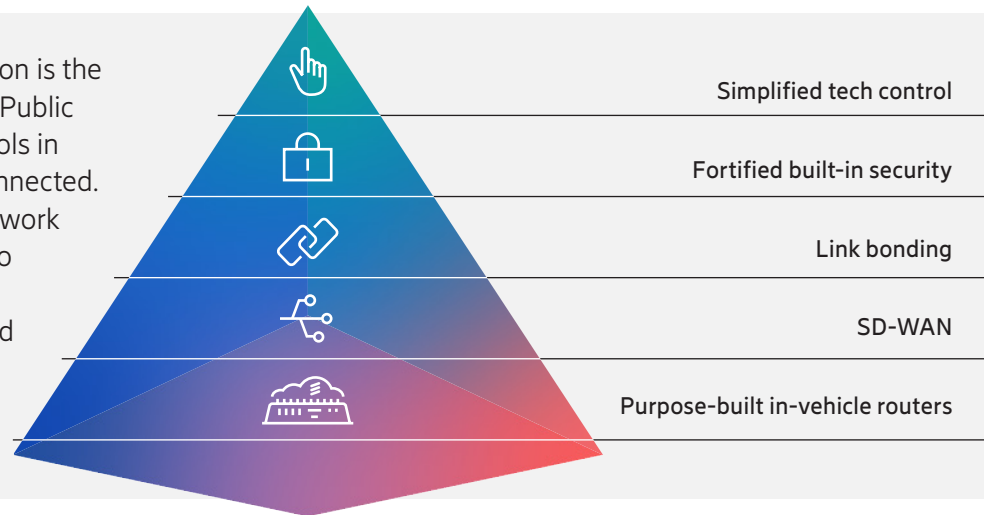 on is the
Public
ols in
nnected.
work
o
d
Simplified tech control
Fortified built-in security
Link bonding
SD-WAN
Purpose-built in-vehicle routers